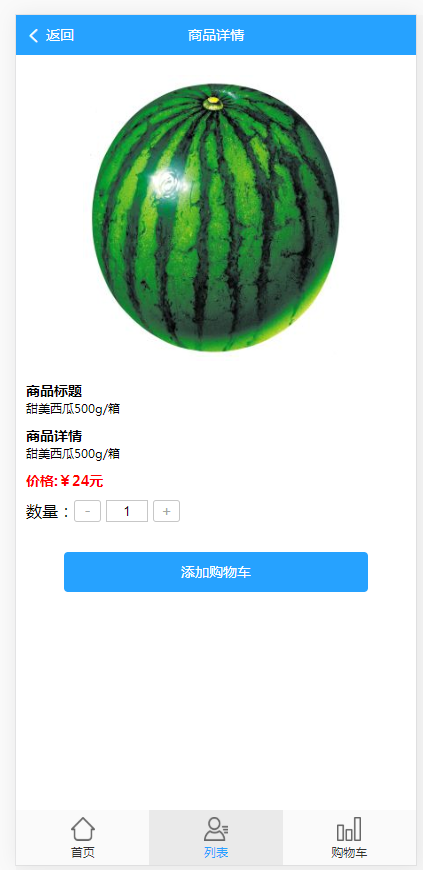 返回
商品详情
商品标题
甜美西瓜500g/箱
商品详情
甜美西瓜500g/箱
价格:￥24元
数量： - 1 +
添加购物车
首页
列表
购物车